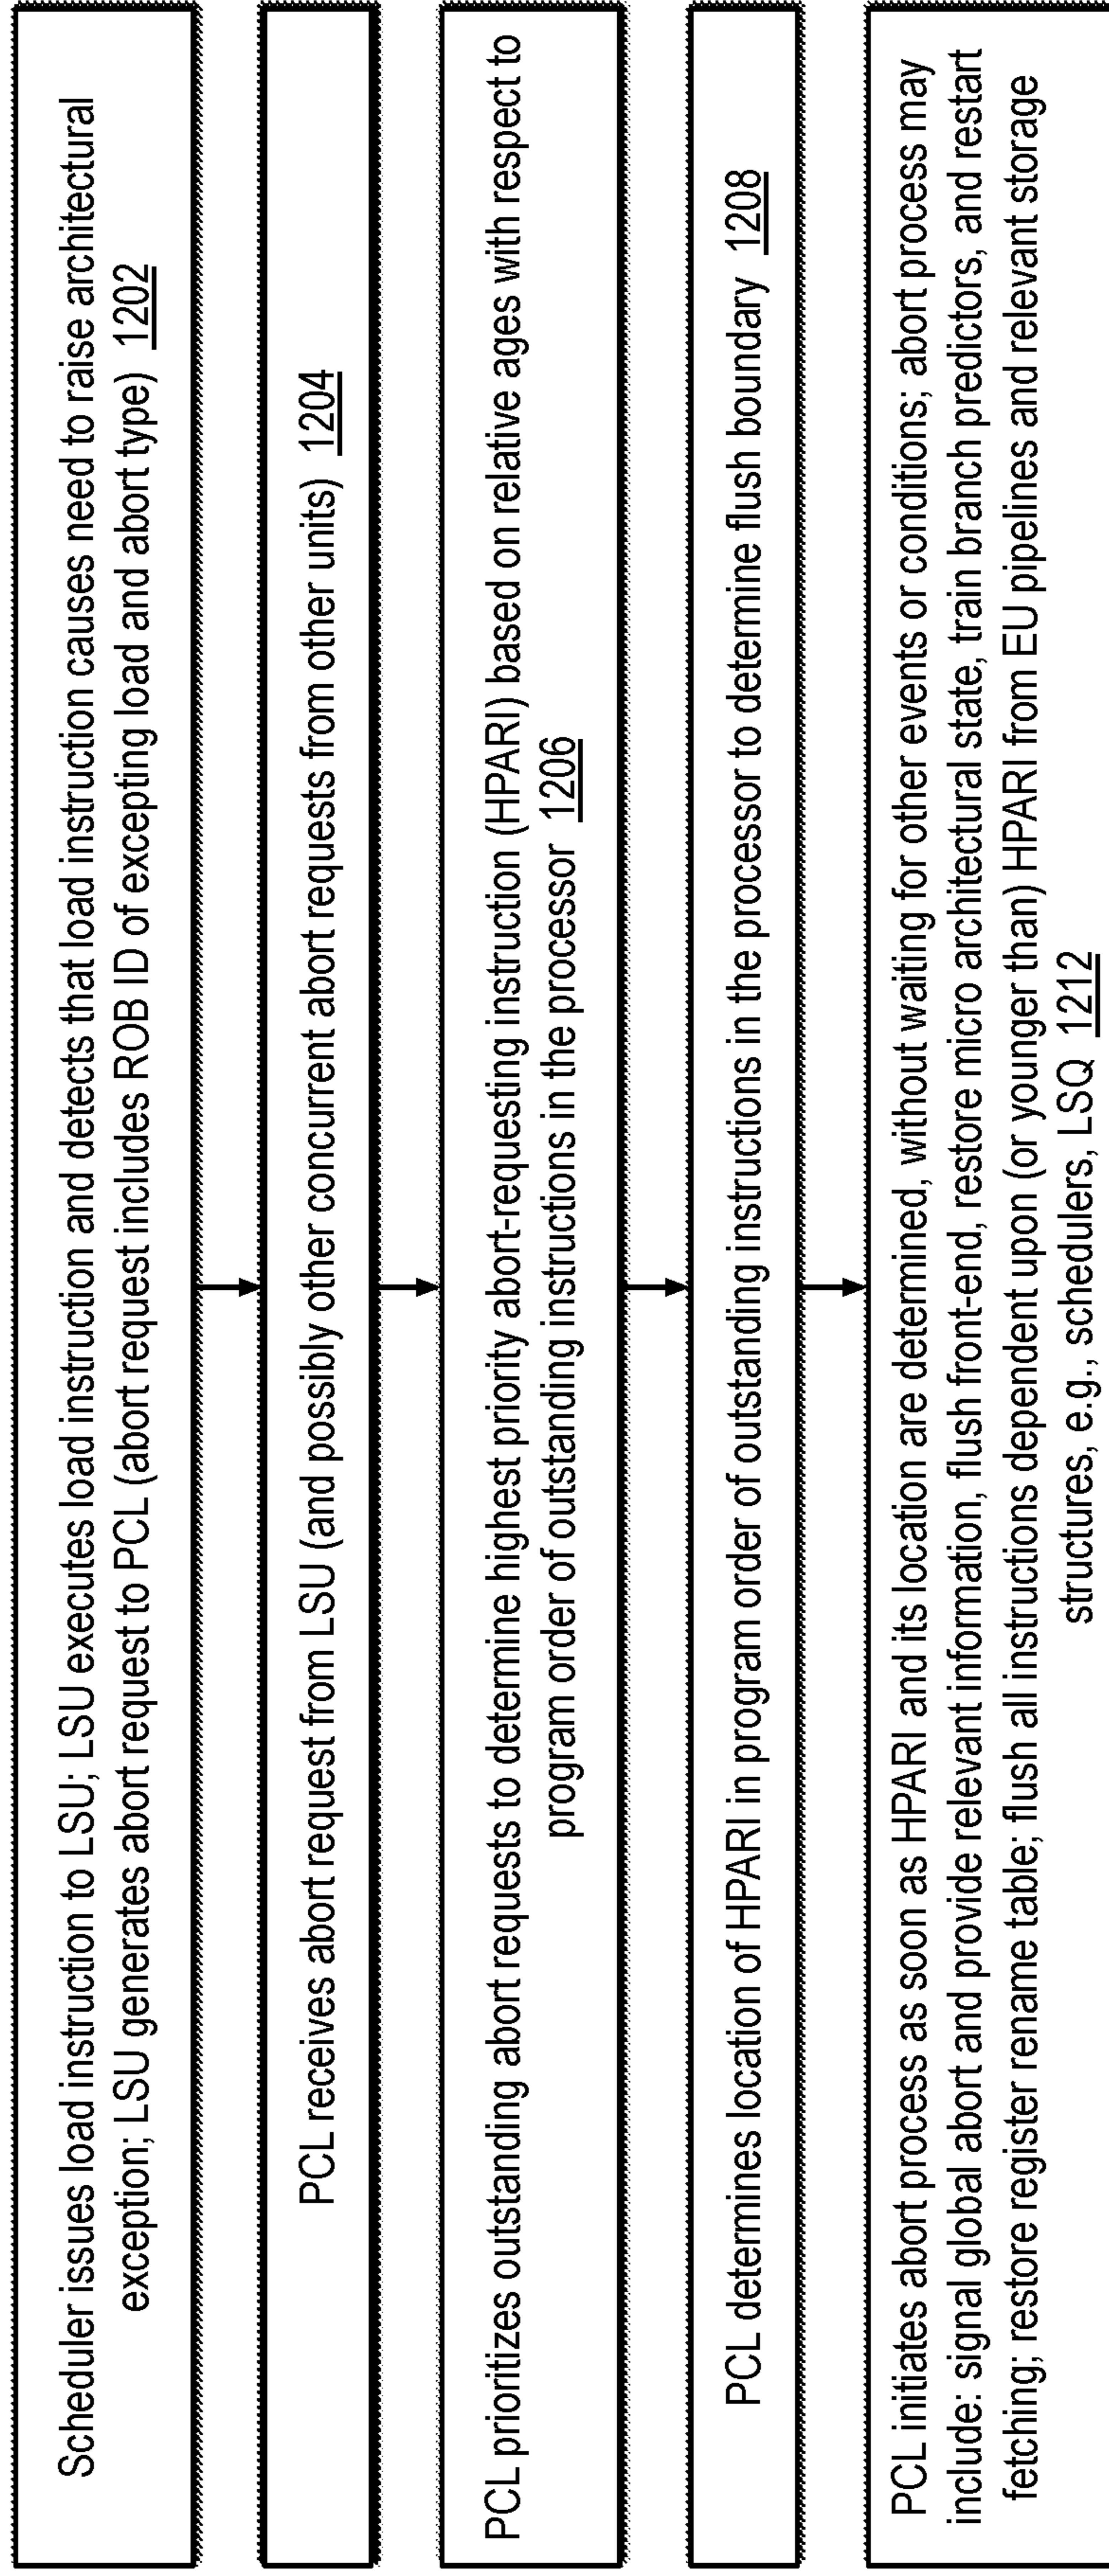 Scheduler issues load instruction to LSU; LSU executes load instruction and detects that load instruction causes need to raise architectural
exception; LSU generates abort request to PCL (abort request includes ROB ID of excepting load and abort type) 1202
PCL receives abort request from LSU (and possibly other concurrent abort requests from other units) 1204
PCL prioritizes outstanding abort requests to determine highest priority abort-requesting instruction (HPARI) based on relative ages with respect to
program order of outstanding instructions in the processor 1206
PCL determines location of HPARI in program order of outstanding instructions in the processor to determine flush boundary 1208
PCL initiates abort process as soon as HPARI and its location are determined, without waiting for other events or conditions; abort process may
include: signal global abort and provide relevant information, flush front-end, restore micro architectural state, train branch predictors, and restart
fetching; restore register rename table; flush all instructions dependent upon (or younger than) HPARI from EU pipelines and relevant storage
structures, e.g., schedulers, LSQ 1212